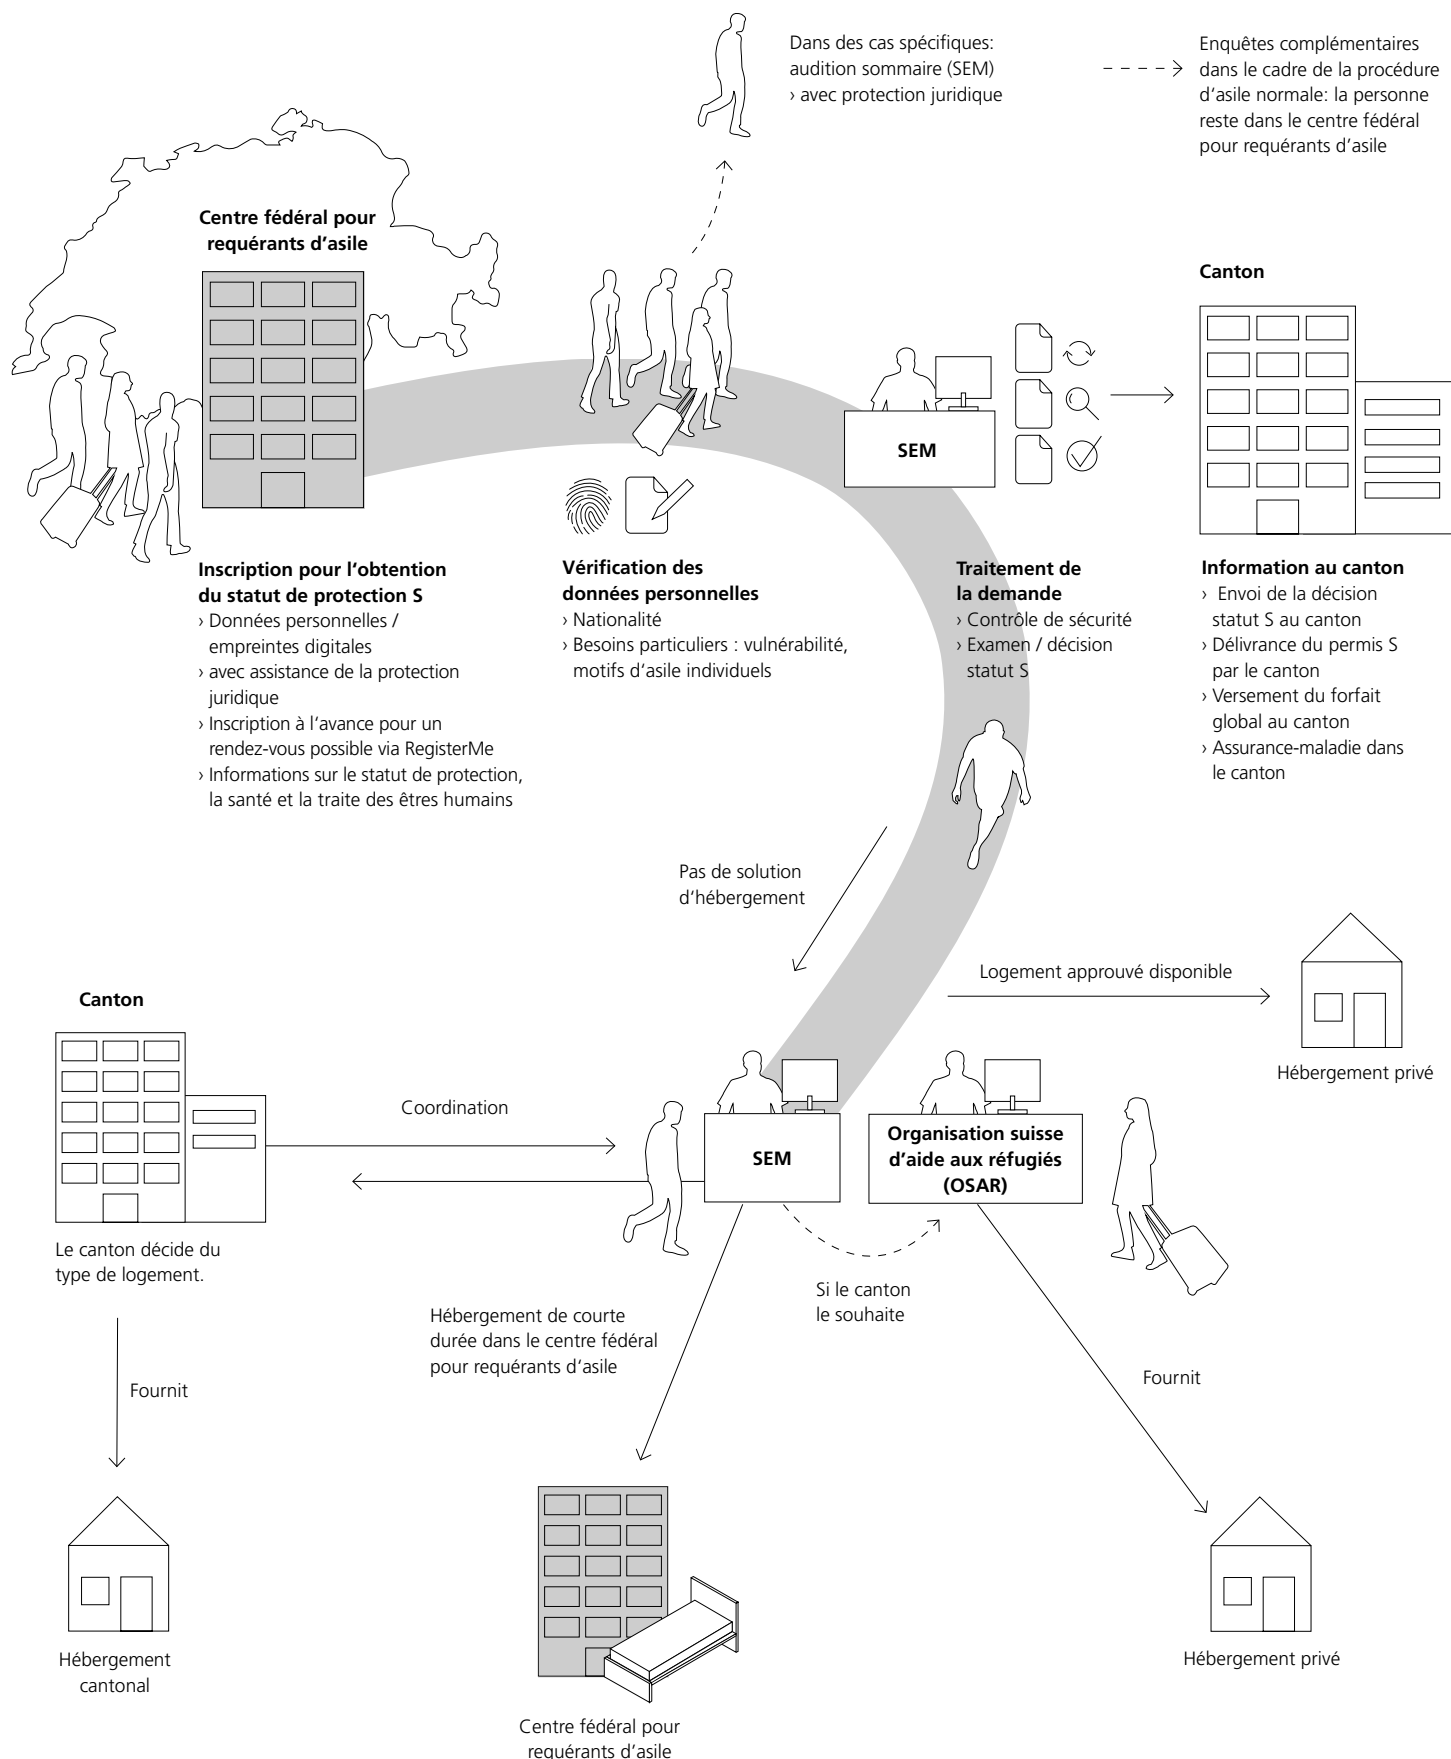 Dans des cas spécifiques:
audition sommaire (SEM)
› avec protection juridique
Enquêtes complémentaires
dans le cadre de la procédure
d'asile normale: la personne
reste dans le centre fédéral
pour requérants d'asile
Centre fédéral pour
requérants d'asile
Canton
SEM
Inscription pour l'obtention
du statut de protection S
› Données personnelles /
empreintes digitales
› avec assistance de la protection
juridique
› Inscription à l'avance pour un
rendez-vous possible via RegisterMe
› Informations sur le statut de protection,
la santé et la traite des êtres humains
Vérification des
données personnelles
› Nationalité
› Besoins particuliers : vulnérabilité,
motifs d'asile individuels
Traitement de
la demande
› Contrôle de sécurité
› Examen / décision
statut S
Information au canton
› Envoi de la décision
statut S au canton
› Délivrance du permis S
par le canton
› Versement du forfait
global au canton
› Assurance-maladie dans
le canton
Pas de solution
d'hébergement
Logement approuvé disponible
Hébergement privé
Canton
Coordination
SEM
Organisation suisse
d'aide aux réfugiés
(OSAR)
Le canton décide du
type de logement.
Si le canton
le souhaite
Hébergement de courte
durée dans le centre fédéral
pour requérants d'asile
Fournit
Fournit
Hébergement
cantonal
Hébergement privé
Centre fédéral pour
requérants d'asile